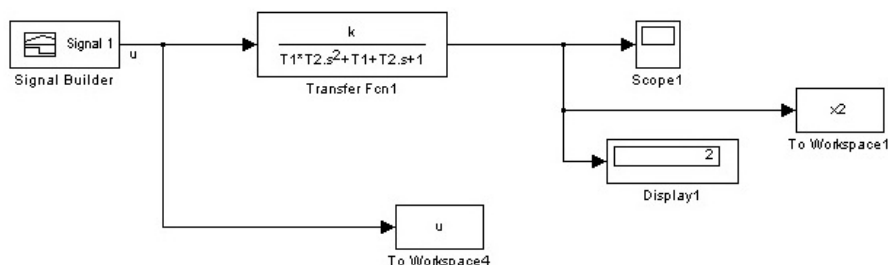 Signal 1
u
Signal Builder
k
T1*T2.s²+T1+T2.s+1
Transfer Fcn1
Scope1
x2
To Workspace1
2
Display1
u
To Workspace4